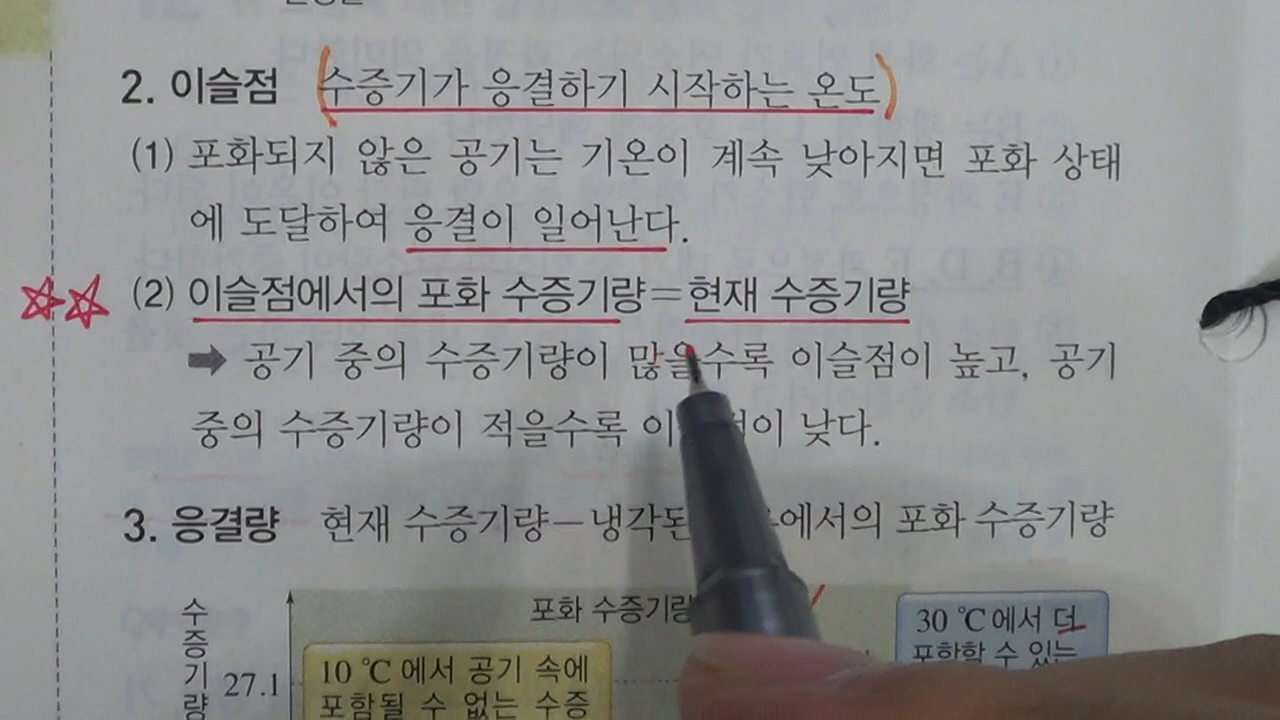 2. 이슬점 (수증기가 응결하기 시작하는 온도)
(1) 포화되지 않은 공기는 기온이 계속 낮아지면 포화 상태
에 도달하여 응결이 일어난다.
(2) 이슬점에서의 포화 수증기량=현재 수증기량
➡ 공기 중의 수증기량이 많을수록 이슬점이 높고, 공기
중의 수증기량이 적을수록 이 낮다.
3. 응결량 현재 수증기량-냉각된 에서의 포화 수증기량
수증기량
포화 수증기량
27.1
10 ℃에서 공기 속에
포함될 수 없는 수증
30 ℃에서 더
포함할 수 있는